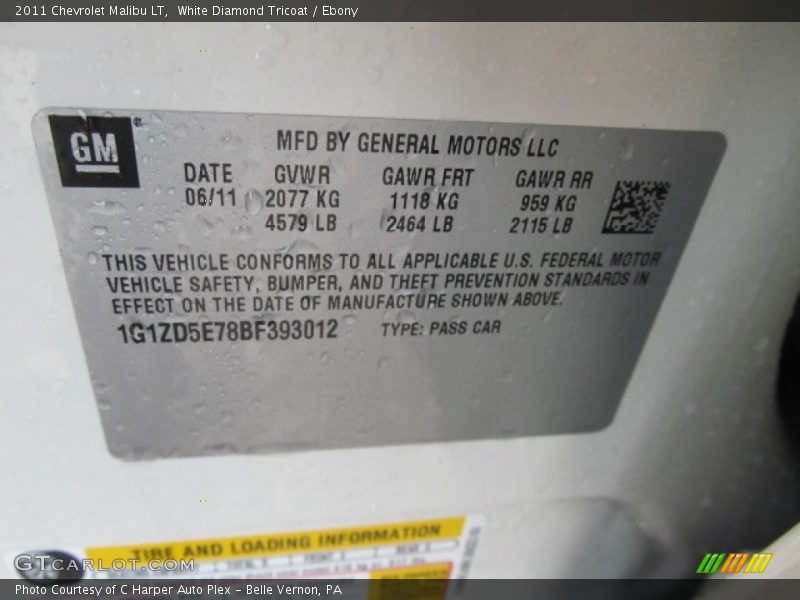 2011 Chevrolet Malibu LT,  White Diamond Tricoat / Ebony
GM
MFD BY GENERAL MOTORS LLC
DATE GVWR GAWR FRT GAWR RR
06/11 2077 KG 1118 KG 959 KG
4579 LB 2464 LB 2115 LB
THIS VEHICLE CONFORMS TO ALL APPLICABLE U.S. FEDERAL MOTOR
VEHICLE SAFETY, BUMPER, AND THEFT PREVENTION STANDARDS IN
EFFECT ON THE DATE OF MANUFACTURE SHOWN ABOVE.
1G1ZD5E78BF393012 TYPE: PASS CAR
TIRE AND LOADING INFORMATION
GTCarLot.com
Photo Courtesy of C Harper Auto Plex - Belle Vernon, PA